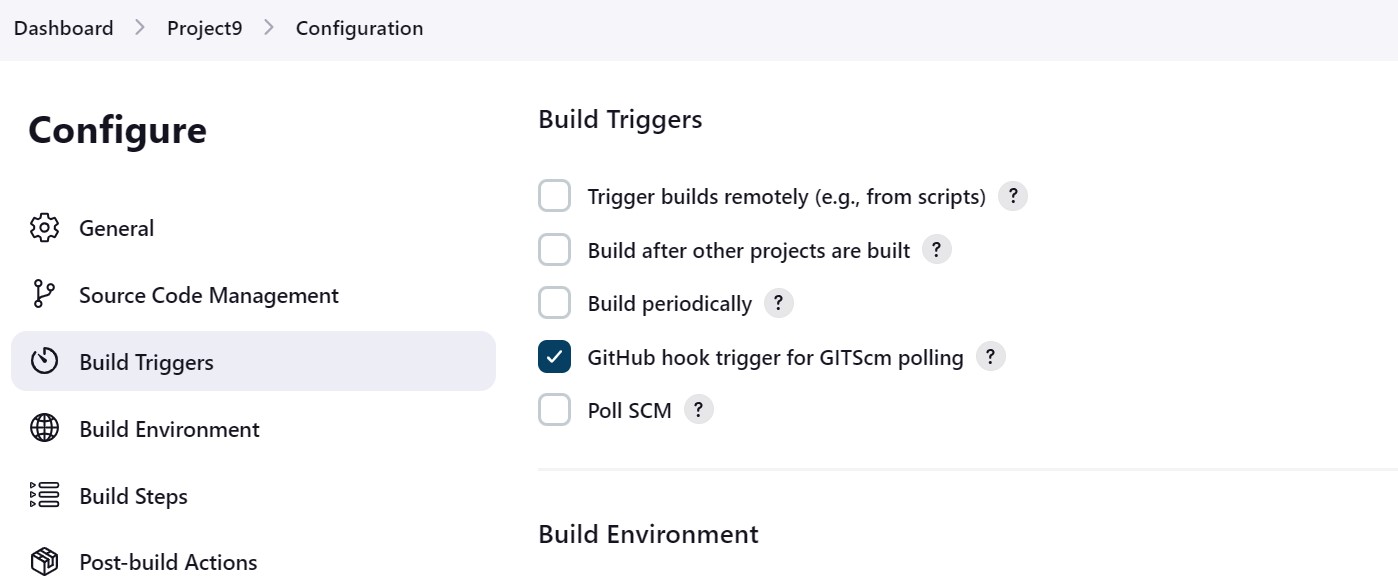 Dashboard > Project9 > Configuration
Configure
General
Source Code Management
Build Triggers
Build Environment
Build Steps
Post-build Actions
Build Triggers
Trigger builds remotely (e.g., from scripts) ?
Build after other projects are built ?
Build periodically ?
GitHub hook trigger for GITScm polling ?
Poll SCM ?
Build Environment